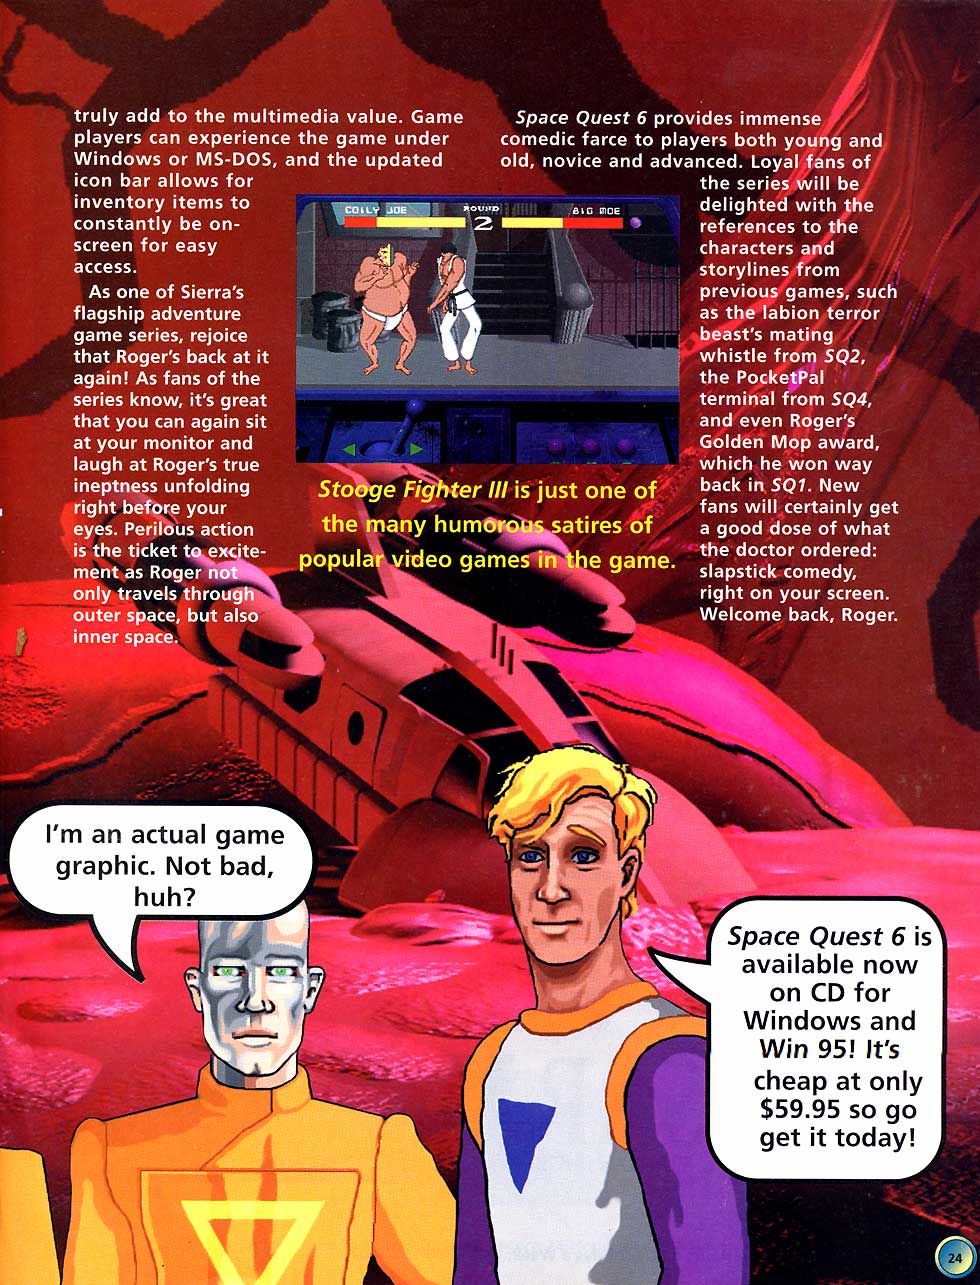 truly add to the multimedia value. Game
players can experience the game under
Windows or MS-DOS, and the updated
icon bar allows for
inventory items to
constantly be on-
screen for easy
access.
As one of Sierra's
flagship adventure
game series, rejoice
that Roger's back at it
again! As fans of the
series know, it's great
that you can again sit
at your monitor and
laugh at Roger's true
ineptness unfolding
right before your
eyes. Perilous action
is the ticket to excite-
ment as Roger not
only travels through
outer space, but also
inner space.
COILY JOE
ROUND
2
BIG MOE
Stooge Fighter III is just one of
the many humorous satires of
popular video games in the game.
Space Quest 6 provides immense
comedic farce to players both young and
old, novice and advanced. Loyal fans of
the series will be
delighted with the
references to the
characters and
storylines from
previous games, such
as the labion terror
beast's mating
whistle from SQ2,
the PocketPal
terminal from SQ4,
and even Roger's
Golden Mop award,
which he won way
back in SQ1. New
fans will certainly get
a good dose of what
the doctor ordered:
slapstick comedy,
right on your screen.
Welcome back, Roger.
I'm an actual game
graphic. Not bad,
huh?
Space Quest 6 is
available now
on CD for
Windows and
Win 95! It's
cheap at only
$59.95 so go
get it today!
24